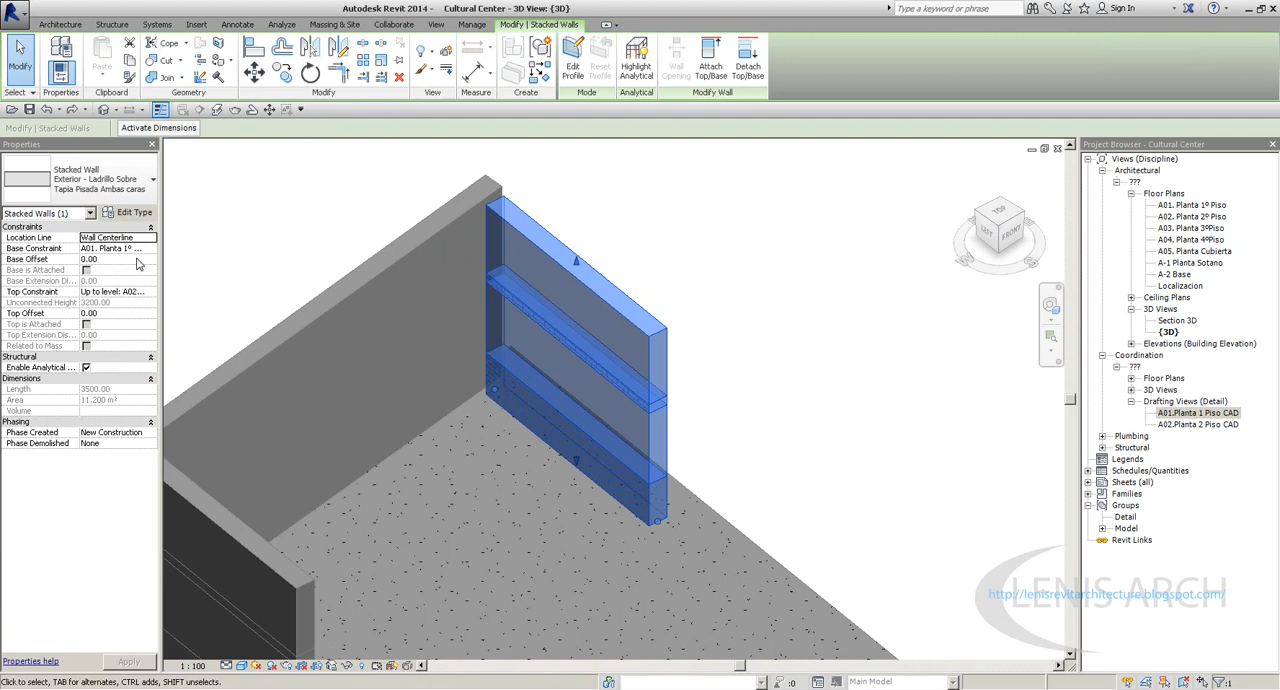 Autodesk Revit 2014 -    Cultural Center - 3D View: {3D}
Type a keyword or phrase
Sign In
Architecture Structure Systems Insert Annotate Analyze Massing & Site Collaborate View Manage Modify | Stacked Walls
Modify
Paste
Cope
Cut
Join
Edit Profile
Reset Profile
Highlight Analytical
Wall Opening
Attach Top/Base
Detach Top/Base
Select Properties Clipboard Geometry Modify View Measure Create Mode Analytical Modify Wall
Modify | Stacked Walls
Activate Dimensions
Properties
Stacked Wall
Exterior - Ladrillo Sobre
Tapia Pisada Ambas caras
Stacked Walls (1)
Edit Type
Constraints
Location Line Wall Centerline
Base Constraint A01. Planta 1º ...
Base Offset 0.00
Base is Attached
Base Extension Di... 0.00
Top Constraint Up to level: A02...
Unconnected Height 3200.00
Top Offset 0.00
Top is Attached
Top Extension Dis... 0.00
Related to Mass
Structural
Enable Analytical ...
Dimensions
Length 3500.00
Area 11.200 m²
Volume
Phasing
Phase Created New Construction
Phase Demolished None
Properties help
Apply
TOP
LEFT
FRONT
Project Browser - Cultural Center
Views (Discipline)
Architectural
???
Floor Plans
A01. Planta 1º Piso
A02. Planta 2º Piso
A03. Planta 3ºPiso
A04. Planta 4ºPiso
A05. Planta Cubierta
A-1 Planta Sotano
A-2 Base
Localizacion
Ceiling Plans
3D Views
Section 3D
{3D}
Elevations (Building Elevation)
Coordination
???
Floor Plans
3D Views
Drafting Views (Detail)
A01.Planta 1 Piso CAD
A02.Planta 2 Piso CAD
Plumbing
Structural
Legends
Schedules/Quantities
Sheets (all)
Families
Groups
Detail
Model
Revit Links
LENIS ARCH
http://lenisrevitarchitecture.blogspot.com/
1 : 100
Click to select, TAB for alternates, CTRL adds, SHIFT unselects.
:0
Main Model
:1